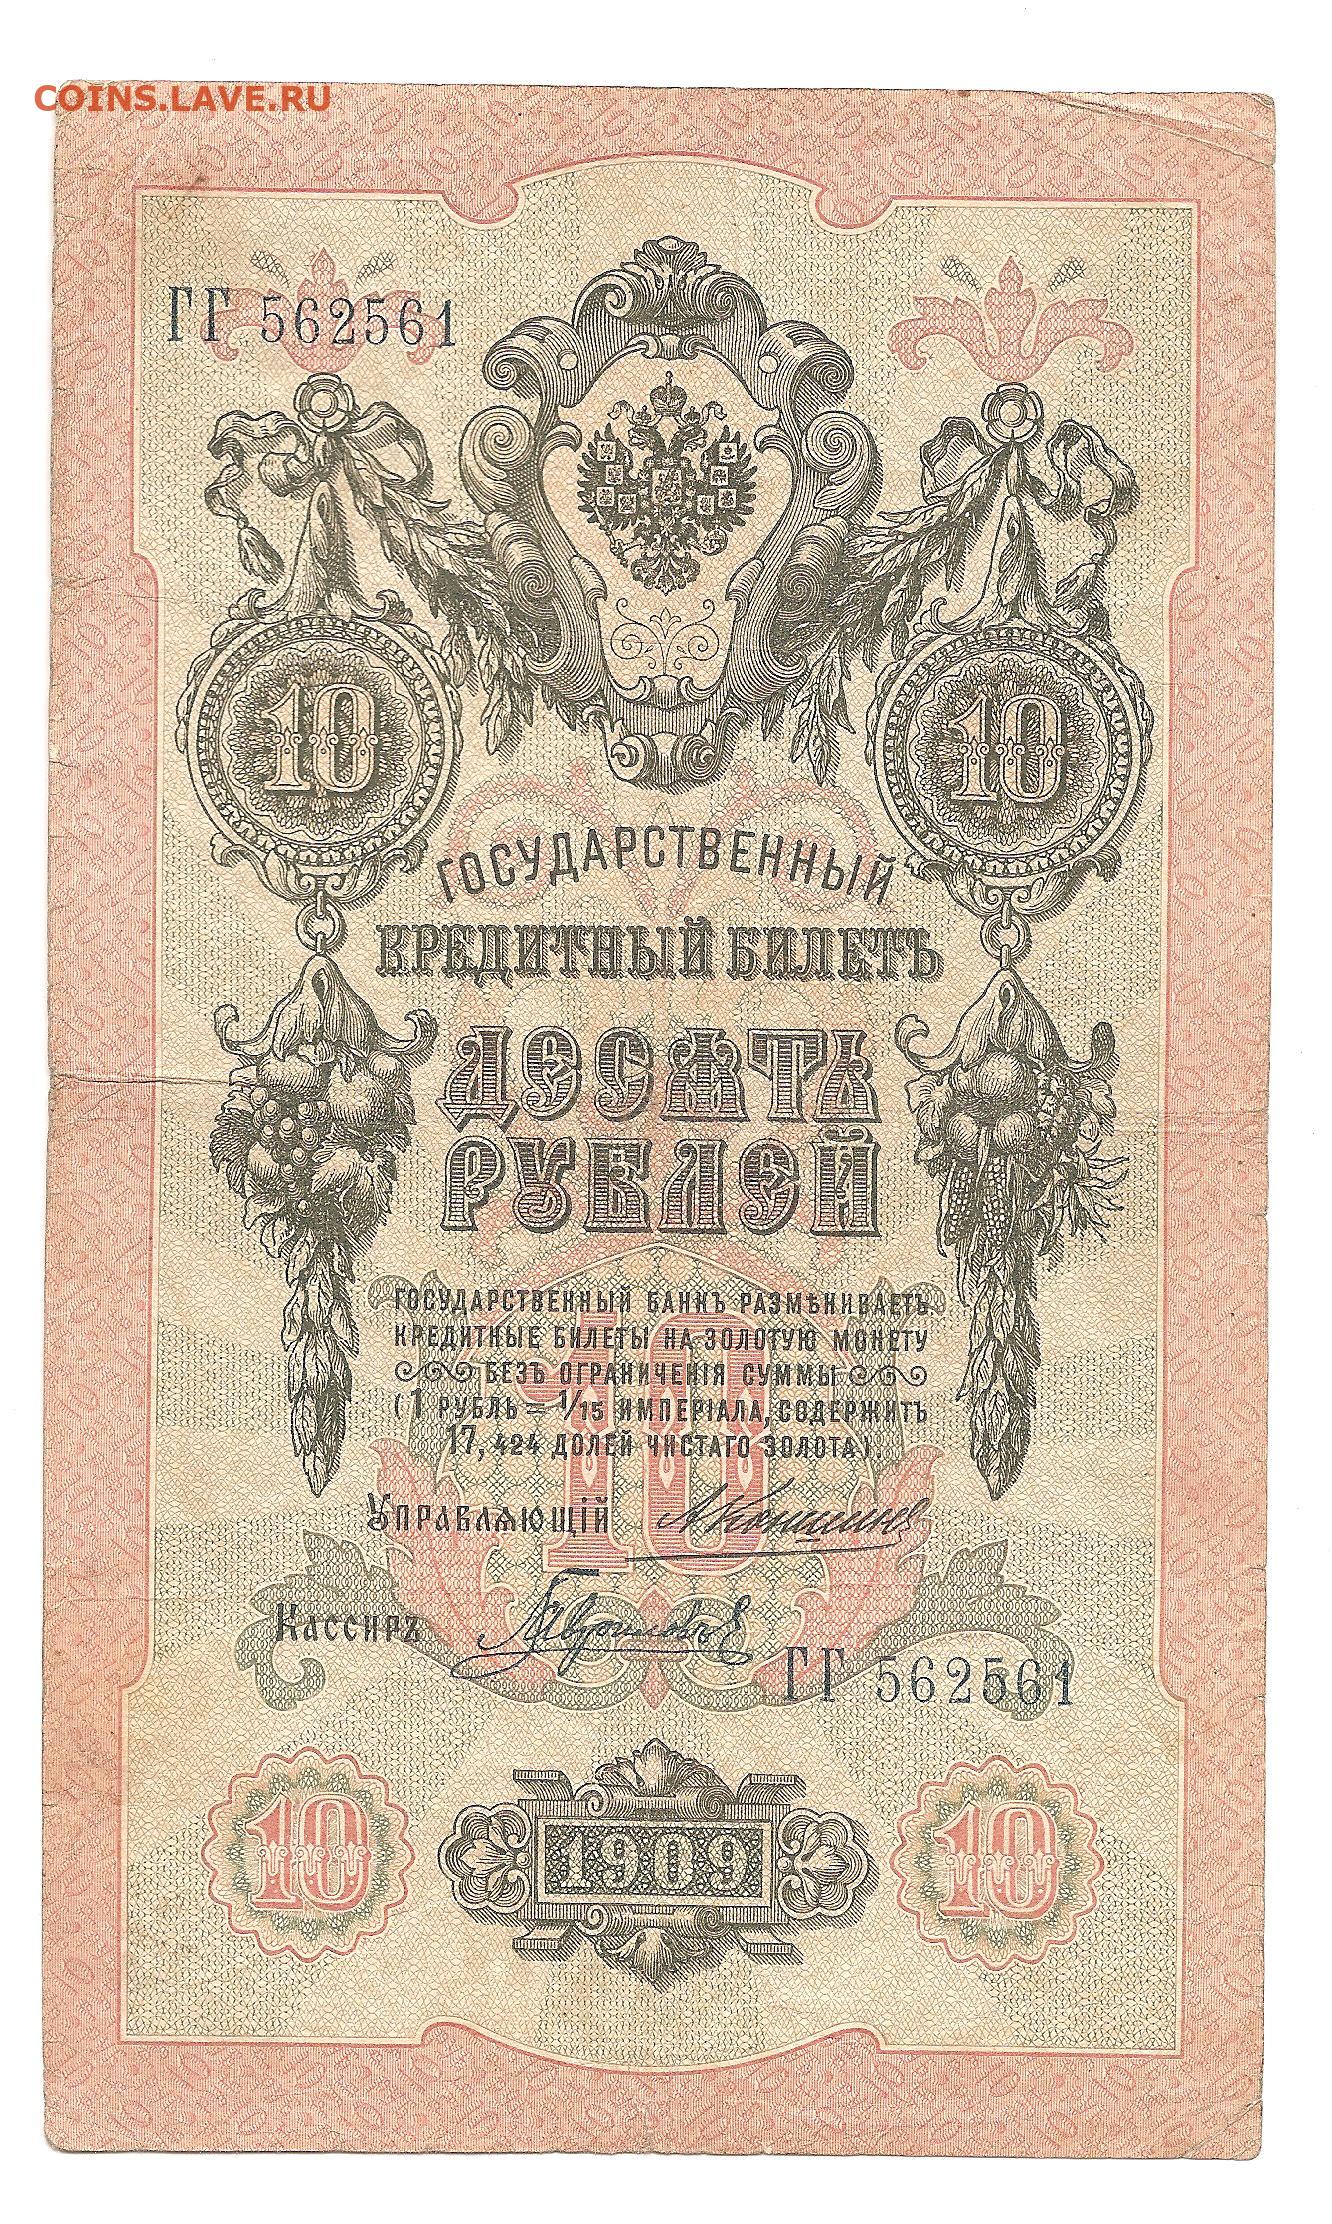 COINS.LAVE.RU
ГГ 562561
10 10
ГОСУДАРСТВЕННЫЙ
КРЕДИТНЫЙ БИЛЕТЪ
ДЕСЯТЬ
РУБЛЕЙ
ГОСУДАРСТВЕННЫЙ БАНКЪ РАЗМѢНИВАЕТЪ
КРЕДИТНЫЕ БИЛЕТЫ НА ЗОЛОТУЮ МОНЕТУ
БЕЗЪ ОГРАНИЧЕНІЯ СУММЫ
(1 РУБЛЬ = 1/15 ИМПЕРІАЛА, СОДЕРЖИТЪ
17,424 ДОЛЕЙ ЧИСТАГО ЗОЛОТА).
10
УПРАВЛЯЮЩІЙ
Кассиръ
ГГ 562561
10 1909 10